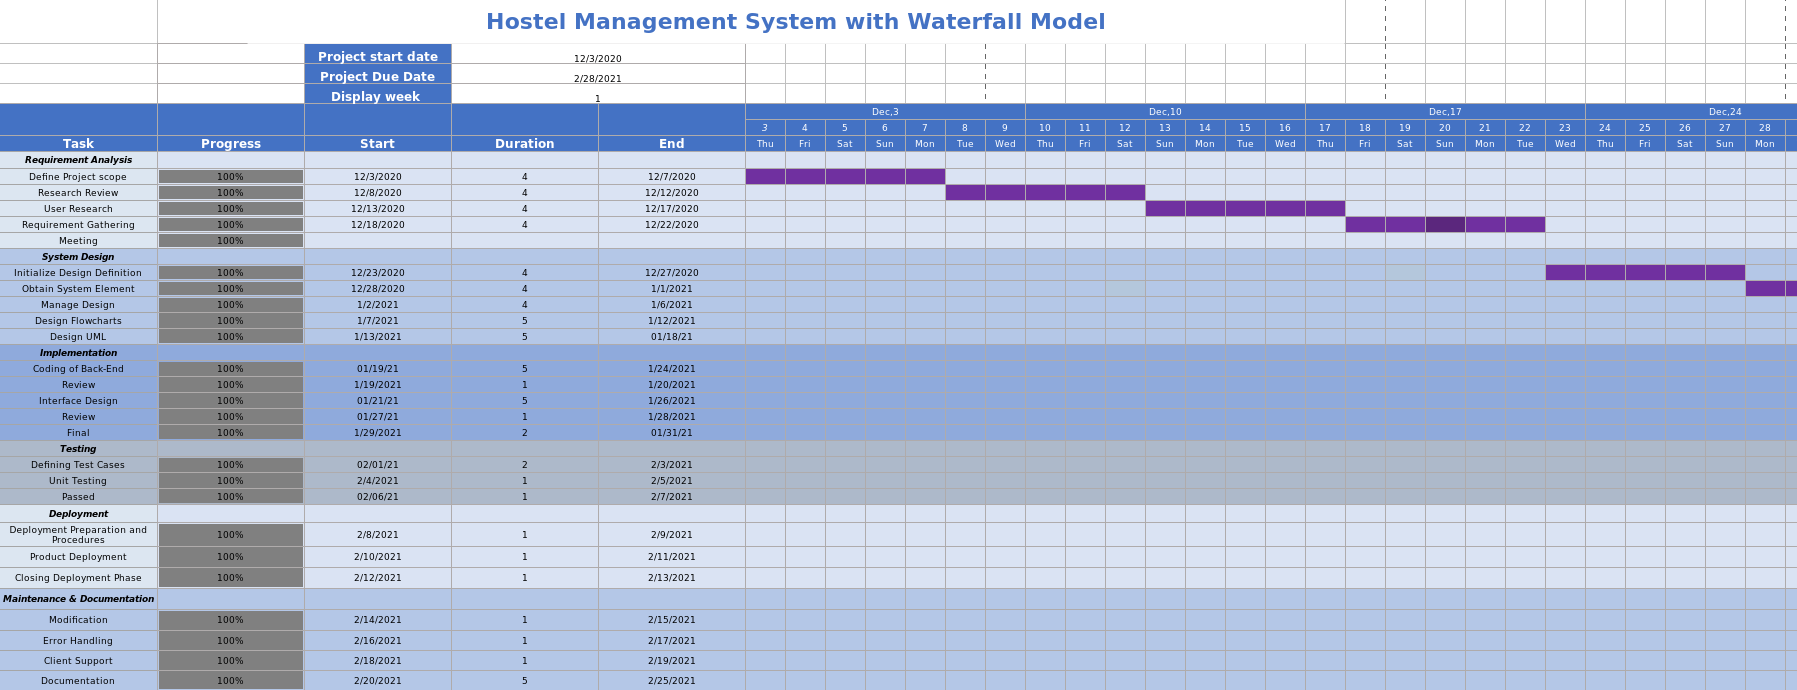 Hostel Management System with Waterfall Model
Project start date 12/3/2020
Project Due Date 2/28/2021
Display week 1
Dec,3 Dec,10 Dec,17 Dec,24
3 4 5 6 7 8 9 10 11 12 13 14 15 16 17 18 19 20 21 22 23 24 25 26 27 28
Task Progress Start Duration End Thu Fri Sat Sun Mon Tue Wed Thu Fri Sat Sun Mon Tue Wed Thu Fri Sat Sun Mon Tue Wed Thu Fri Sat Sun Mon
Requirement Analysis
Define Project scope 100% 12/3/2020 4 12/7/2020
Research Review 100% 12/8/2020 4 12/12/2020
User Research 100% 12/13/2020 4 12/17/2020
Requirement Gathering 100% 12/18/2020 4 12/22/2020
Meeting 100%
System Design
Initialize Design Definition 100% 12/23/2020 4 12/27/2020
Obtain System Element 100% 12/28/2020 4 1/1/2021
Manage Design 100% 1/2/2021 4 1/6/2021
Design Flowcharts 100% 1/7/2021 5 1/12/2021
Design UML 100% 1/13/2021 5 01/18/21
Implementation
Coding of Back-End 100% 01/19/21 5 1/24/2021
Review 100% 1/19/2021 1 1/20/2021
Interface Design 100% 01/21/21 5 1/26/2021
Review 100% 01/27/21 1 1/28/2021
Final 100% 1/29/2021 2 01/31/21
Testing
Defining Test Cases 100% 02/01/21 2 2/3/2021
Unit Testing 100% 2/4/2021 1 2/5/2021
Passed 100% 02/06/21 1 2/7/2021
Deployment
Deployment Preparation and
Procedures 100% 2/8/2021 1 2/9/2021
Product Deployment 100% 2/10/2021 1 2/11/2021
Closing Deployment Phase 100% 2/12/2021 1 2/13/2021
Maintenance & Documentation
Modification 100% 2/14/2021 1 2/15/2021
Error Handling 100% 2/16/2021 1 2/17/2021
Client Support 100% 2/18/2021 1 2/19/2021
Documentation 100% 2/20/2021 5 2/25/2021